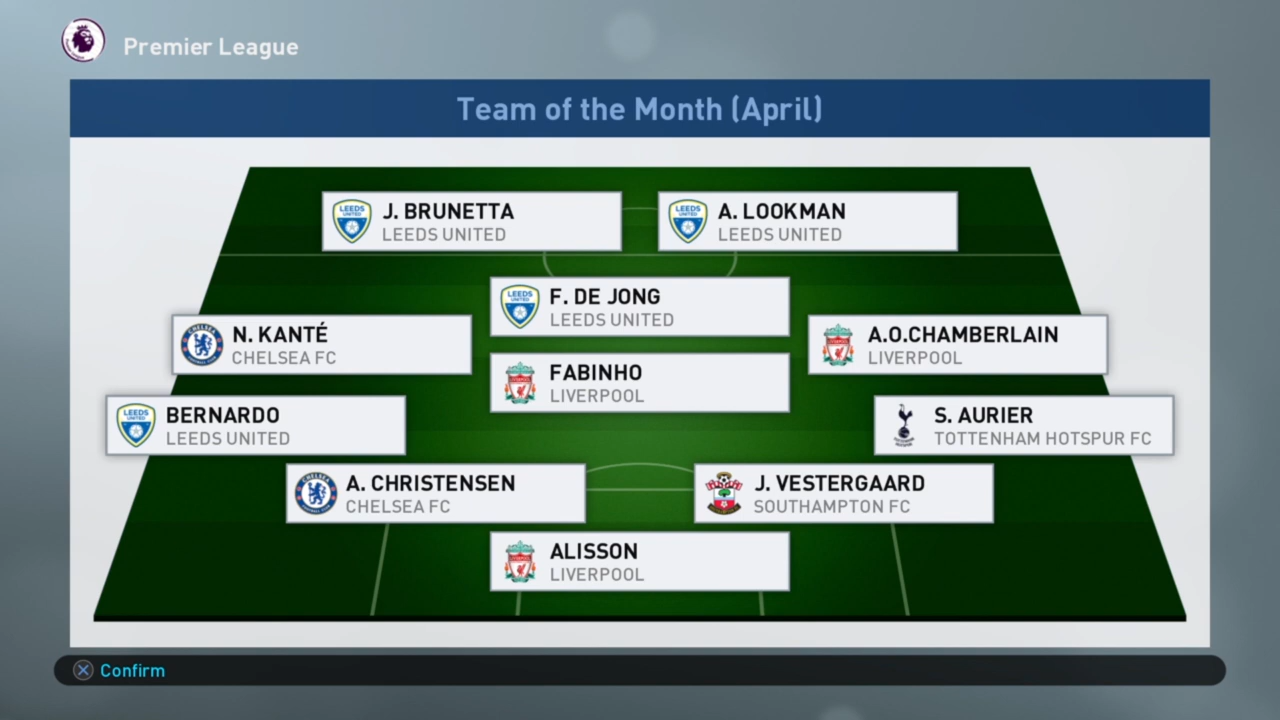 Premier League
Team of the Month (April)
J. BRUNETTA
LEEDS UNITED
A. LOOKMAN
LEEDS UNITED
F. DE JONG
LEEDS UNITED
N. KANTÉ
CHELSEA FC
A.O.CHAMBERLAIN
LIVERPOOL
FABINHO
LIVERPOOL
BERNARDO
LEEDS UNITED
S. AURIER
TOTTENHAM HOTSPUR FC
A. CHRISTENSEN
CHELSEA FC
J. VESTERGAARD
SOUTHAMPTON FC
ALISSON
LIVERPOOL
Confirm